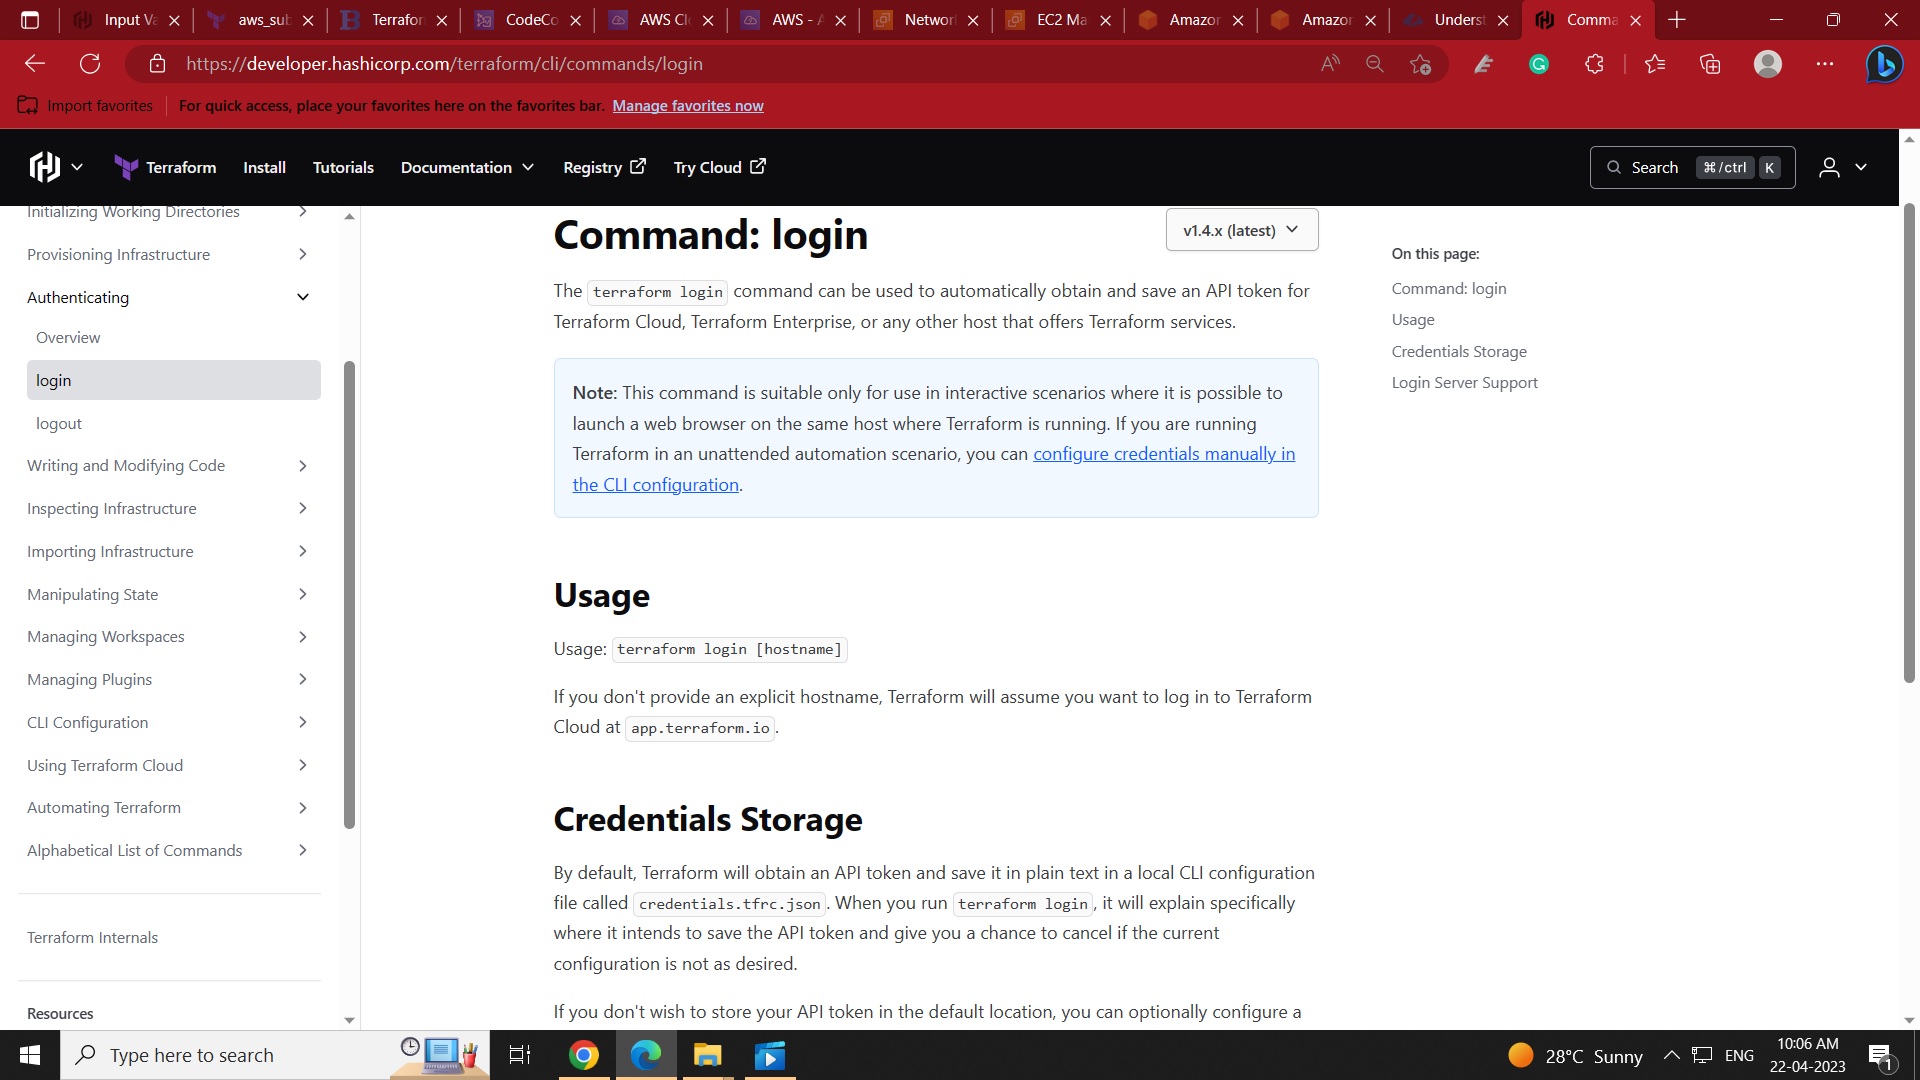 Input Va
aws_sub
Terrafor
CodeCo
AWS Cl
AWS - A
Networ
EC2 Ma
Amazor
Amazor
Underst
Comma
https://developer.hashicorp.com/terraform/cli/commands/login
Import favorites
For quick access, place your favorites here on the favorites bar. Manage favorites now
Terraform
Install
Tutorials
Documentation
Registry
Try Cloud
Search
⌘/ctrl
K
Initializing Working Directories
Provisioning Infrastructure
Authenticating
Overview
login
logout
Writing and Modifying Code
Inspecting Infrastructure
Importing Infrastructure
Manipulating State
Managing Workspaces
Managing Plugins
CLI Configuration
Using Terraform Cloud
Automating Terraform
Alphabetical List of Commands
Terraform Internals
Resources
Command: login
v1.4.x (latest)
The terraform login command can be used to automatically obtain and save an API token for
Terraform Cloud, Terraform Enterprise, or any other host that offers Terraform services.
Note: This command is suitable only for use in interactive scenarios where it is possible to
launch a web browser on the same host where Terraform is running. If you are running
Terraform in an unattended automation scenario, you can configure credentials manually in
the CLI configuration.
Usage
Usage: terraform login [hostname]
If you don't provide an explicit hostname, Terraform will assume you want to log in to Terraform
Cloud at app.terraform.io.
Credentials Storage
By default, Terraform will obtain an API token and save it in plain text in a local CLI configuration
file called credentials.tfrc.json. When you run terraform login, it will explain specifically
where it intends to save the API token and give you a chance to cancel if the current
configuration is not as desired.
If you don't wish to store your API token in the default location, you can optionally configure a
On this page:
Command: login
Usage
Credentials Storage
Login Server Support
Type here to search
28°C Sunny
ENG
10:06 AM
22-04-2023
1